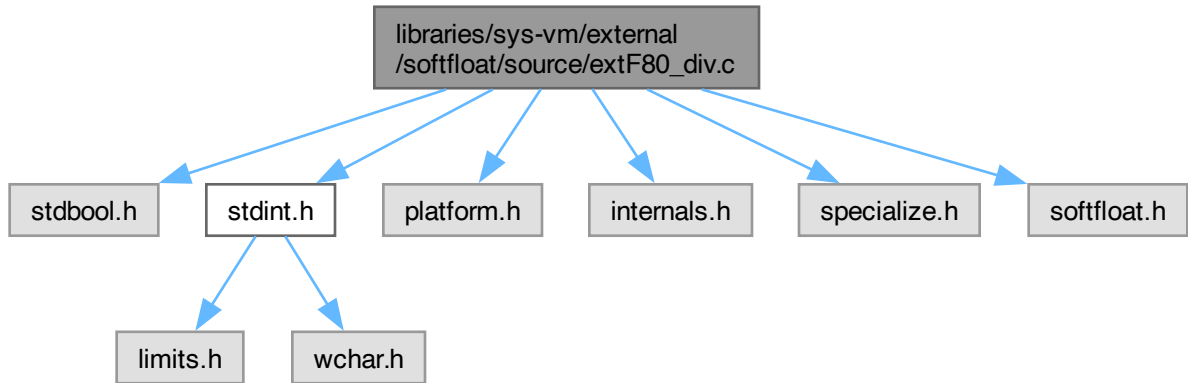 libraries/sys-vm/external
/softfloat/source/extF80_div.c
stdbool.h
stdint.h
platform.h
internals.h
specialize.h
softfloat.h
limits.h
wchar.h